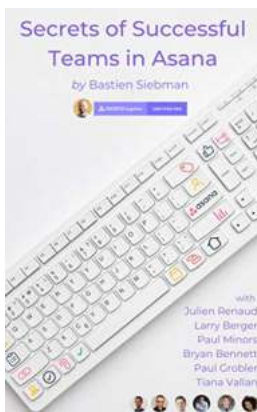 Secrets of Successful
Teams in Asana
by Bastien Siebman
asana
with
Julien Renaud
Larry Berger
Paul Minors
Bryan Bennett
Paul Grobler
Tiana Vallan